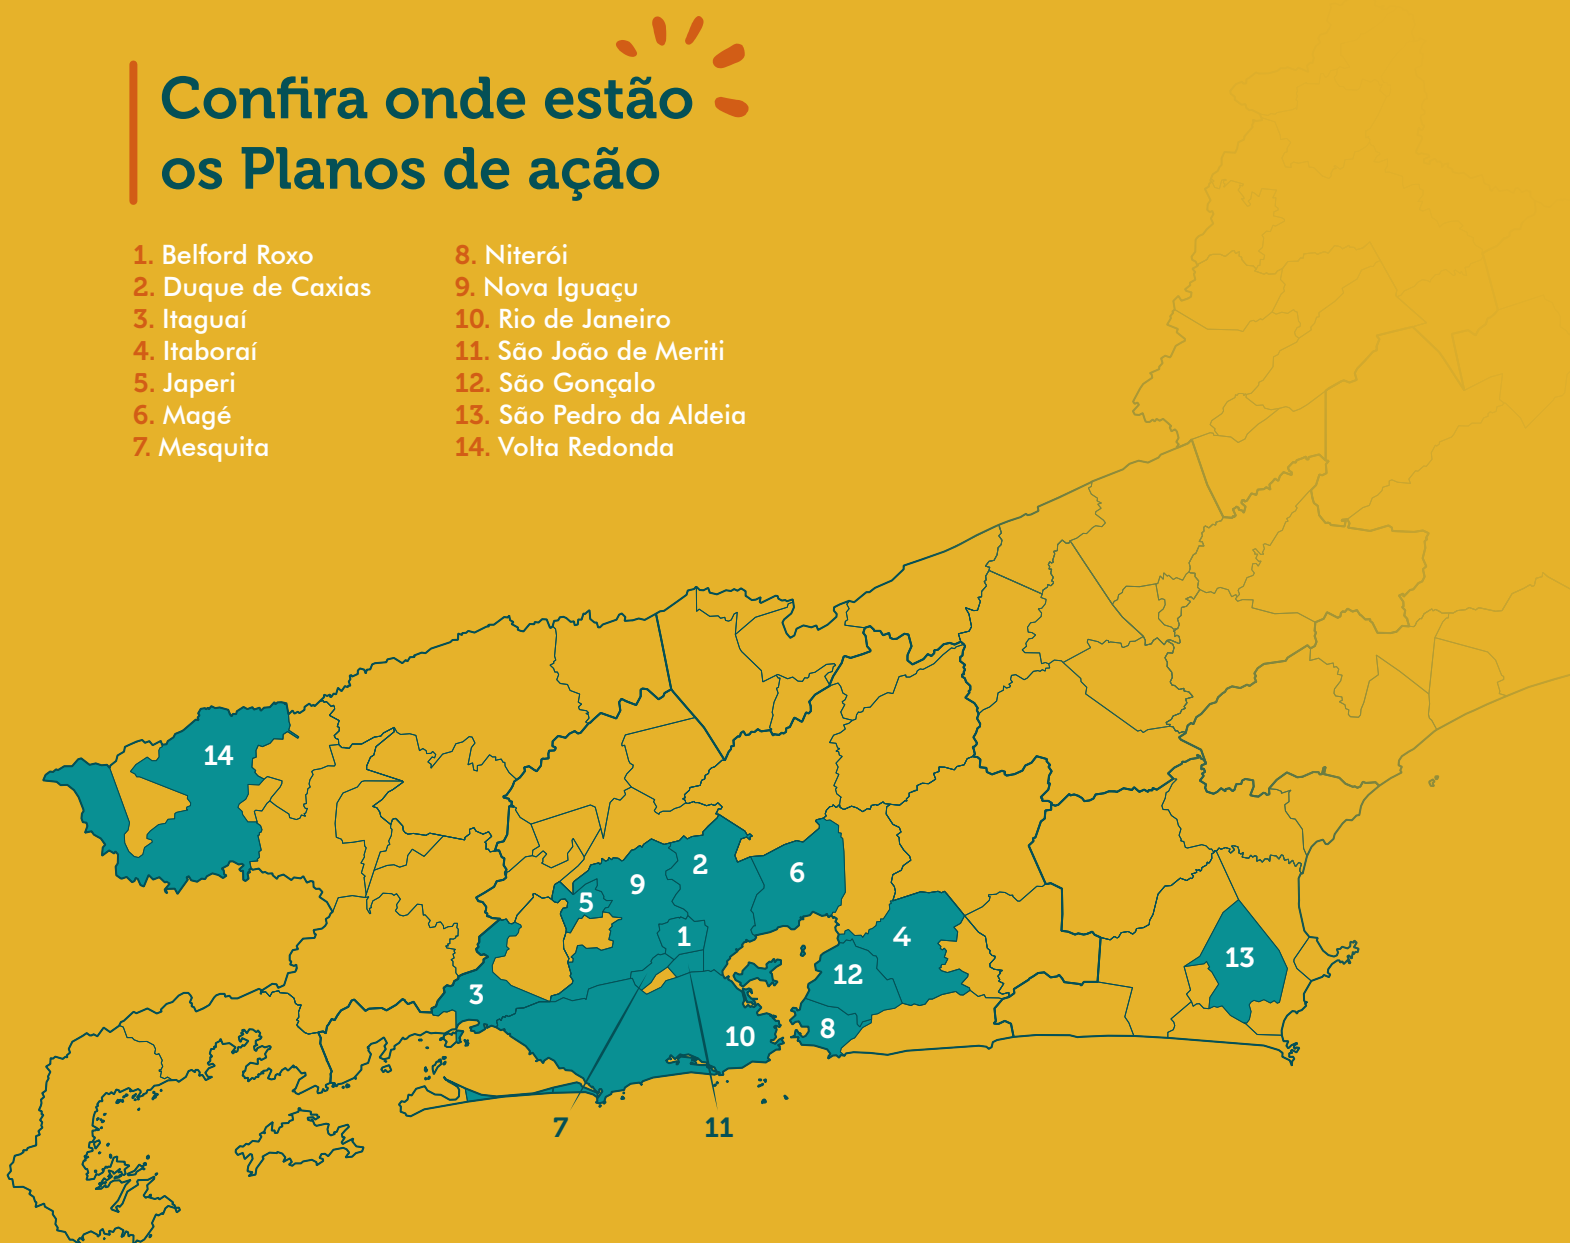 Confira onde estão
os Planos de ação
1. Belford Roxo
2. Duque de Caxias
3. Itaguaí
4. Itaboraí
5. Japeri
6. Magé
7. Mesquita
8. Niterói
9. Nova Iguaçu
10. Rio de Janeiro
11. São João de Meriti
12. São Gonçalo
13. São Pedro da Aldeia
14. Volta Redonda
14
2
6
9
5
1
4
13
12
3
8
10
7
11